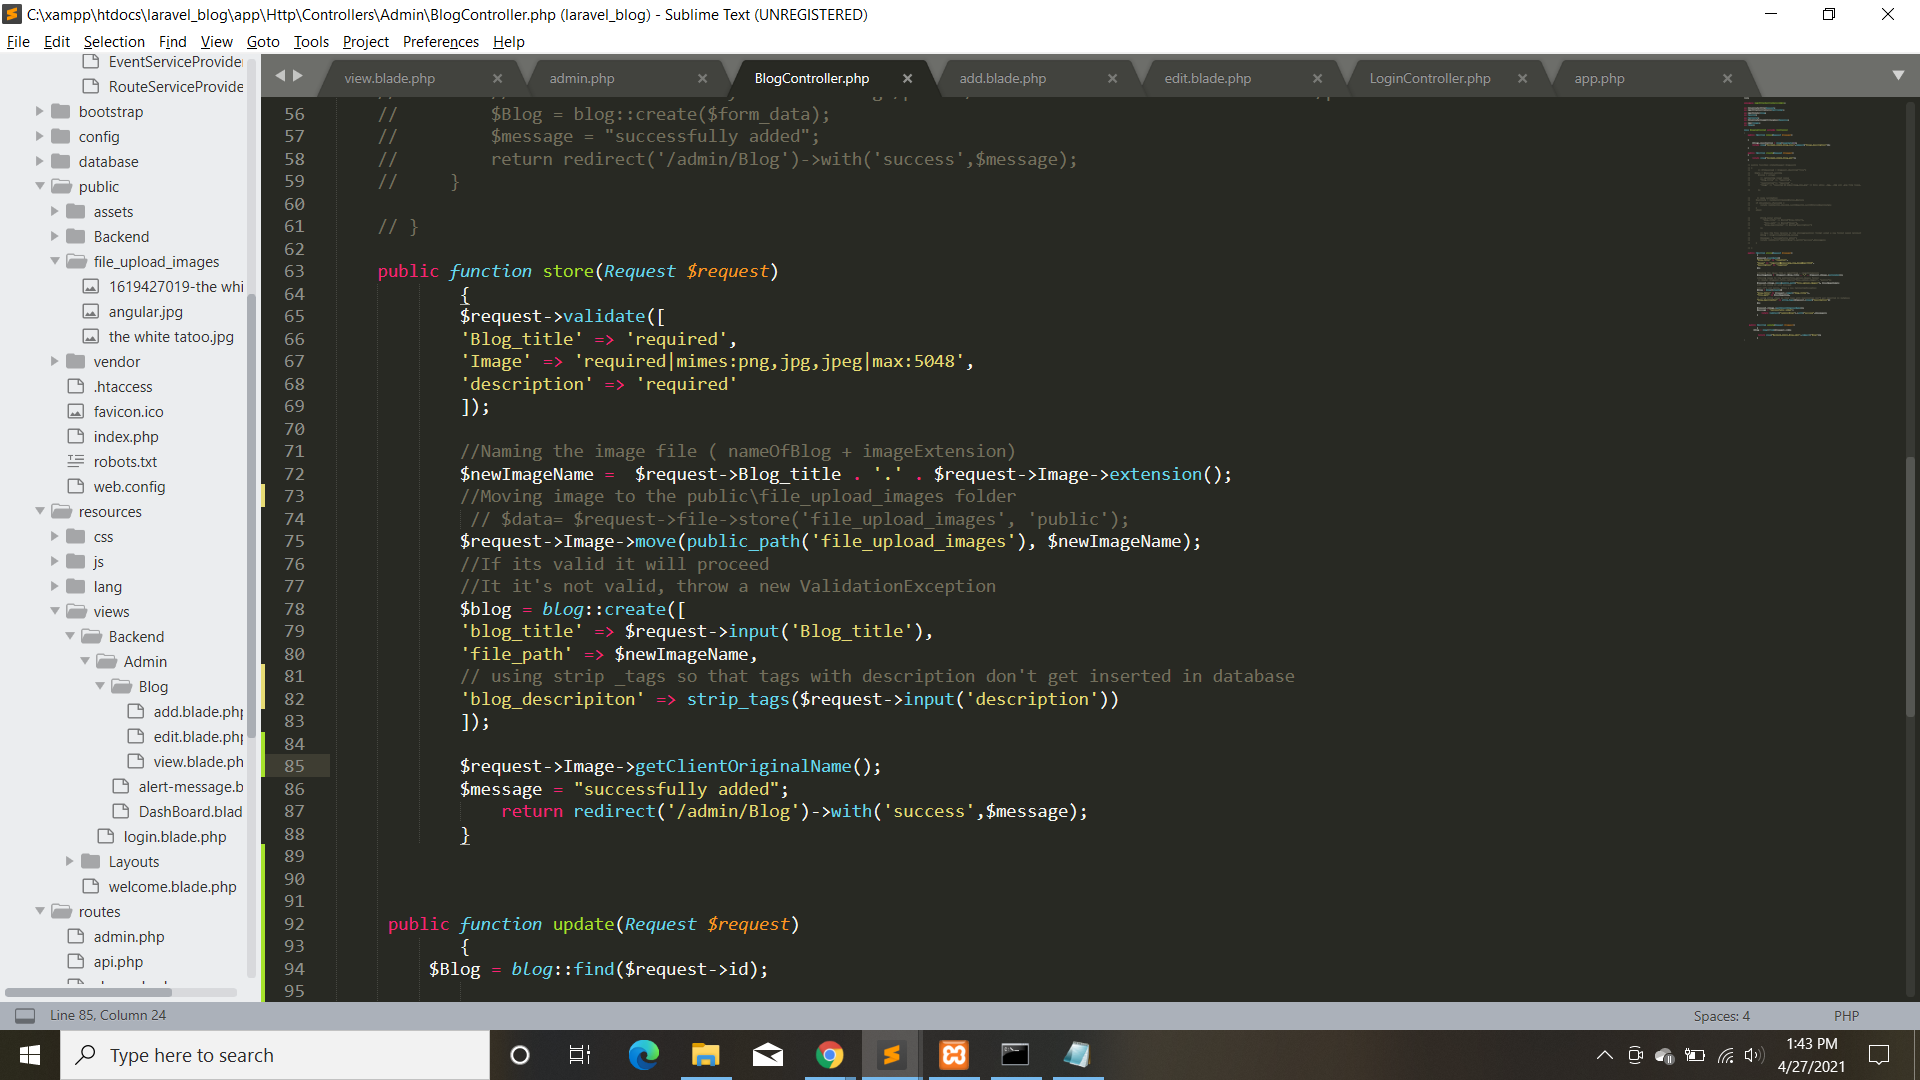 C:\xampp\htdocs\laravel_blog\app\Http\Controllers\Admin\BlogController.php (laravel_blog) - Sublime Text (UNREGISTERED)
File Edit Selection Find View Goto Tools Project Preferences Help
EventServiceProvider
RouteServiceProvide
bootstrap
config
database
public
assets
Backend
file_upload_images
1619427019-the whi
angular.jpg
the white tatoo.jpg
vendor
.htaccess
favicon.ico
index.php
robots.txt
web.config
resources
css
js
lang
views
Backend
Admin
Blog
add.blade.php
edit.blade.php
view.blade.ph
alert-message.b
DashBoard.blad
login.blade.php
Layouts
welcome.blade.php
routes
admin.php
api.php
view.blade.php × admin.php × BlogController.php × add.blade.php × edit.blade.php × LoginController.php × app.php ×
56 // $Blog = blog::create($form_data);
57 // $message = "successfully added";
58 // return redirect('/admin/Blog')->with('success',$message);
59 // }
60
61 // }
62
63 public function store(Request $request)
64 {
65 $request->validate([
66 'Blog_title' => 'required',
67 'Image' => 'required|mimes:png,jpg,jpeg|max:5048',
68 'description' => 'required'
69 ]);
70
71 //Naming the image file ( nameOfBlog + imageExtension)
72 $newImageName =  $request->Blog_title . '.' . $request->Image->extension();
73 //Moving image to the public\file_upload_images folder
74 // $data= $request->file->store('file_upload_images', 'public');
75 $request->Image->move(public_path('file_upload_images'), $newImageName);
76 //If its valid it will proceed
77 //It it's not valid, throw a new ValidationException
78 $blog = blog::create([
79 'blog_title' => $request->input('Blog_title'),
80 'file_path' => $newImageName,
81 // using strip _tags so that tags with description don't get inserted in database
82 'blog_descripiton' => strip_tags($request->input('description'))
83 ]);
84
85 $request->Image->getClientOriginalName();
86 $message = "successfully added";
87 return redirect('/admin/Blog')->with('success',$message);
88 }
89
90
91
92 public function update(Request $request)
93 {
94 $Blog = blog::find($request->id);
95
Line 85, Column 24
Spaces: 4
PHP
Type here to search
1:43 PM
4/27/2021